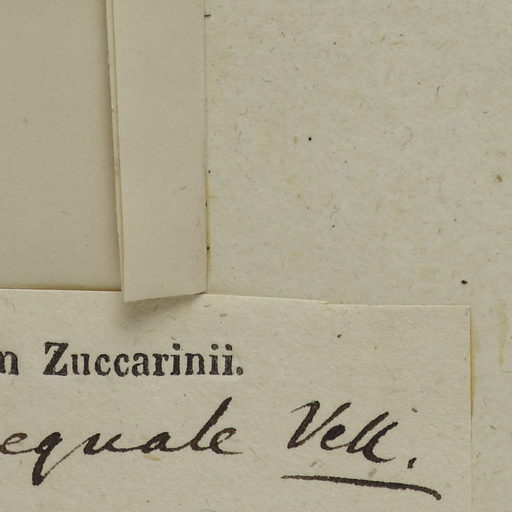 m Zuccarinii.
equale Vell.